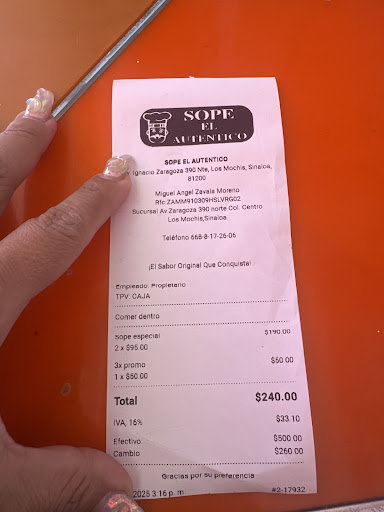 SOPE
EL
AUTENTICO
SOPE EL AUTENTICO
Ignacio Zaragoza 390 Nte, Los Mochis, Sinaloa,
81200
Miguel Angel Zavala Moreno
Rfc:ZAMM910309HSLVRG02
Sucursal Av Zaragoza 390 norte Col. Centro
Los Mochis,Sinaloa.
Teléfono 668-8-17-26-06
¡El Sabor Original Que Conquista!
Empleado: Propietario
TPV: CAJA
Comer dentro
Sope especial $190.00
2 x $95.00
3x promo $50.00
1 x $50.00
Total $240.00
IVA, 16% $33.10
Efectivo $500.00
Cambio $260.00
Gracias por su preferencia
2025 3:16 p. m. #2-17932